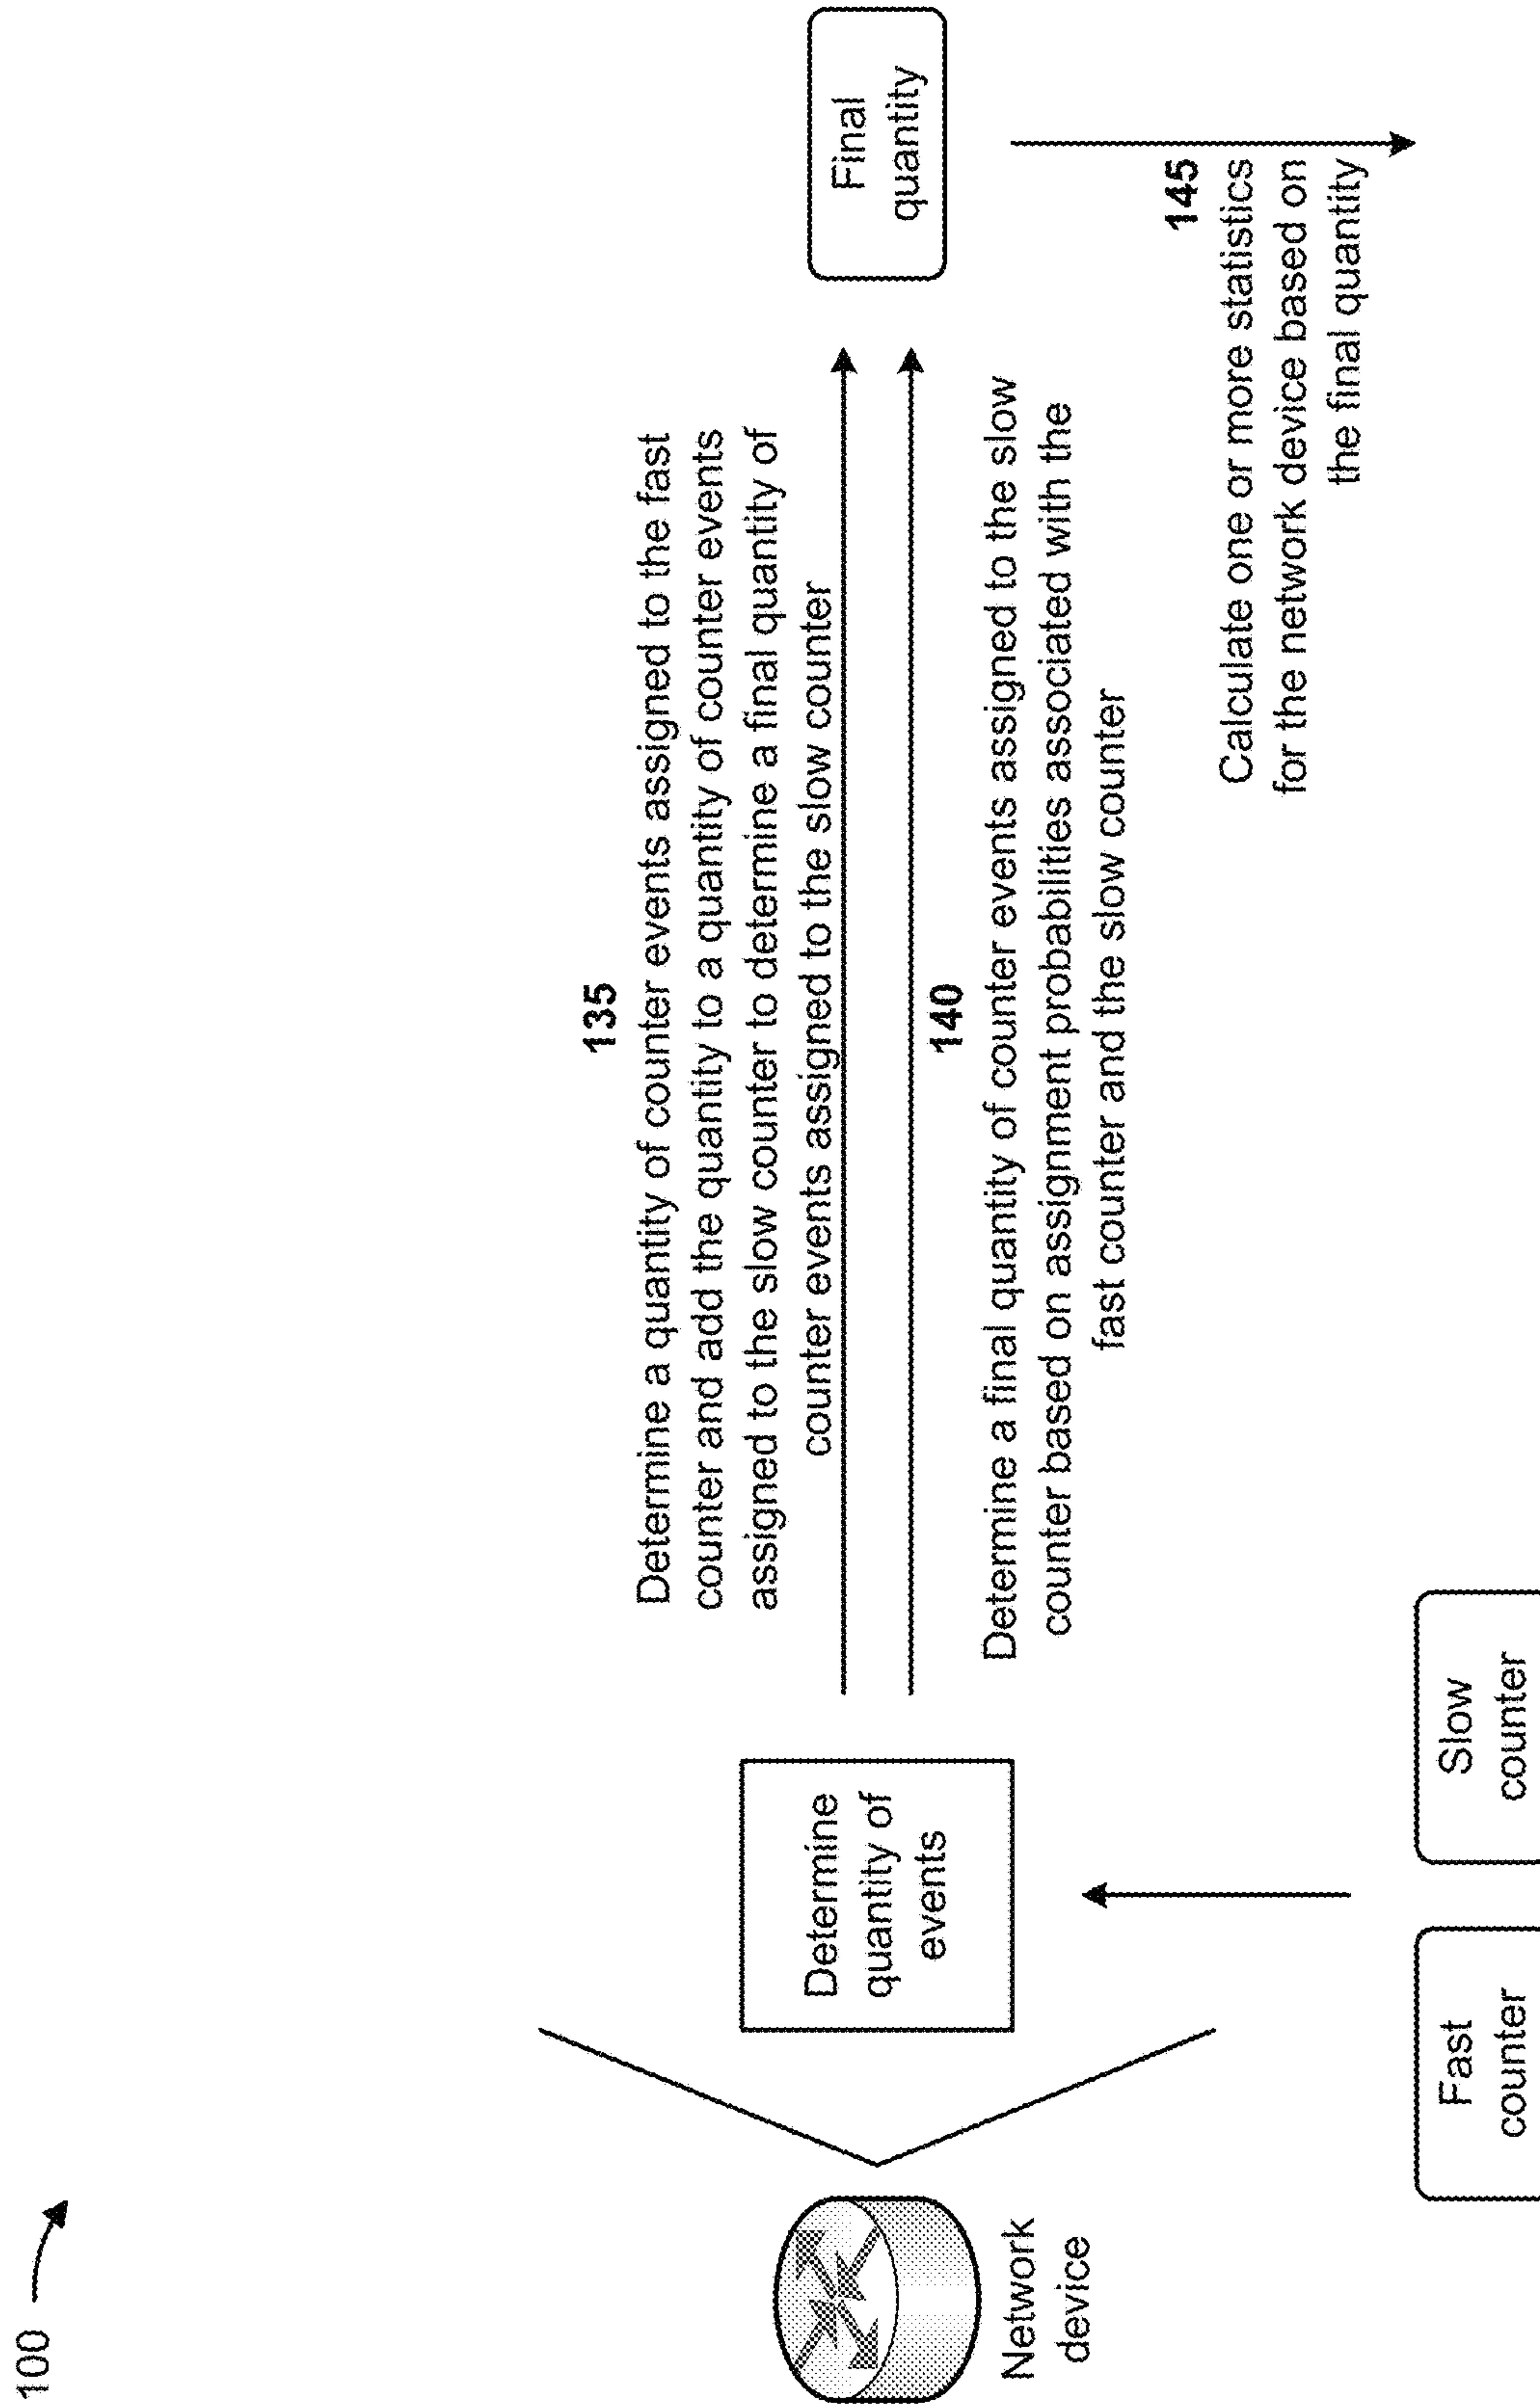 100
135
Determine a quantity of counter events assigned to the fast
counter and add the quantity to a quantity of counter events
assigned to the slow counter to determine a final quantity of
counter events assigned to the slow counter
Network
device
Determine
quantity of
events
Final
quantity
140
Determine a final quantity of counter events assigned to the slow
counter based on assignment probabilities associated with the
fast counter and the slow counter
145
Calculate one or more statistics
for the network device based on
the final quantity
Fast
counter
Slow
counter